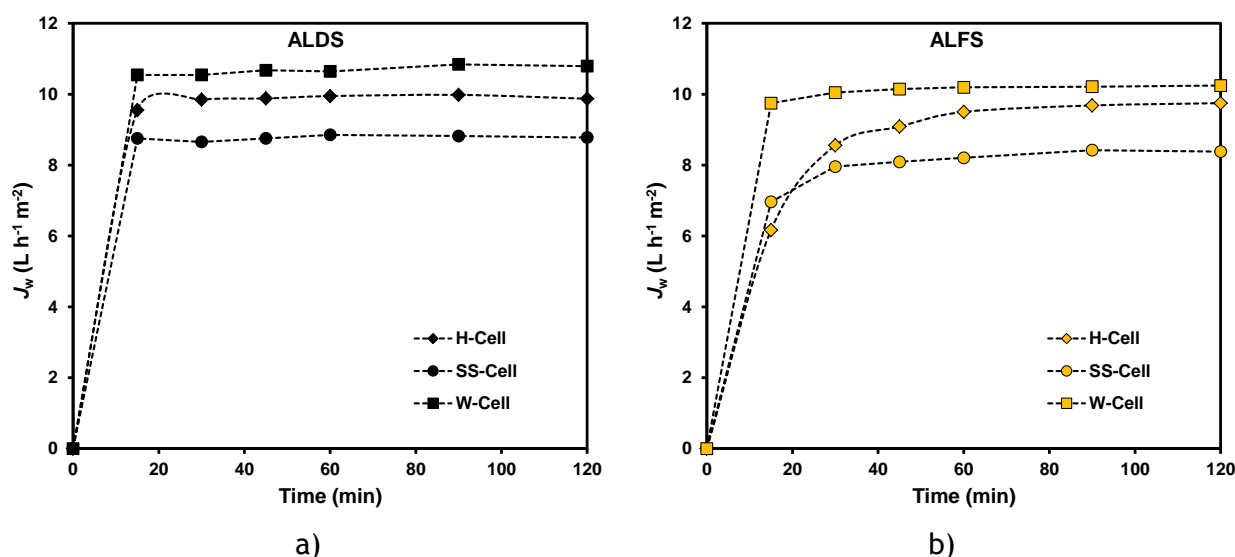 ALDS
12
10
8
6
4
2
0
J_w (L h⁻¹ m⁻²)
0 20 40 60 80 100 120
Time (min)
H-Cell
SS-Cell
W-Cell
a)
ALFS
12
10
8
6
4
2
0
J_w (L h⁻¹ m⁻²)
0 20 40 60 80 100 120
Time (min)
H-Cell
SS-Cell
W-Cell
b)